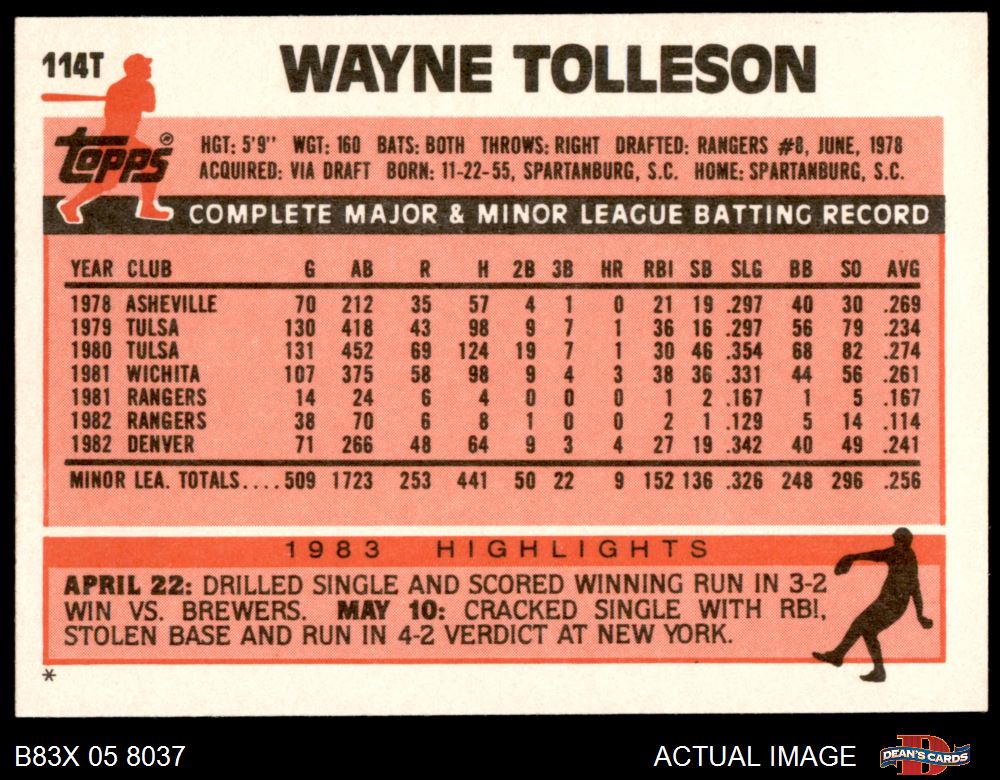 114T
WAYNE TOLLESON
topps®
HGT: 5'9" WGT: 160 BATS: BOTH THROWS: RIGHT DRAFTED: RANGERS #8, JUNE, 1978
ACQUIRED: VIA DRAFT BORN: 11-22-55, SPARTANBURG, S.C. HOME: SPARTANBURG, S.C.
COMPLETE MAJOR & MINOR LEAGUE BATTING RECORD
YEAR CLUB G AB R H 2B 3B HR RBI SB SLG BB SO AVG
1978 ASHEVILLE 70 212 35 57 4 1 0 21 19 .297 40 30 .269
1979 TULSA 130 418 43 98 9 7 1 36 16 .297 56 79 .234
1980 TULSA 131 452 69 124 19 7 1 30 46 .354 68 82 .274
1981 WICHITA 107 375 58 98 9 4 3 38 36 .331 44 56 .261
1981 RANGERS 14 24 6 4 0 0 0 1 2 .167 1 5 .167
1982 RANGERS 38 70 6 8 1 0 0 2 1 .129 5 14 .114
1982 DENVER 71 266 48 64 9 3 4 27 19 .342 40 49 .241
MINOR LEA. TOTALS....509 1723 253 441 50 22 9 152 136 .326 248 296 .256
1983 HIGHLIGHTS
APRIL 22: DRILLED SINGLE AND SCORED WINNING RUN IN 3-2
WIN VS. BREWERS. MAY 10: CRACKED SINGLE WITH RBI,
STOLEN BASE AND RUN IN 4-2 VERDICT AT NEW YORK.
*
B83X 05 8037 ACTUAL IMAGE DEAN'S CARDS